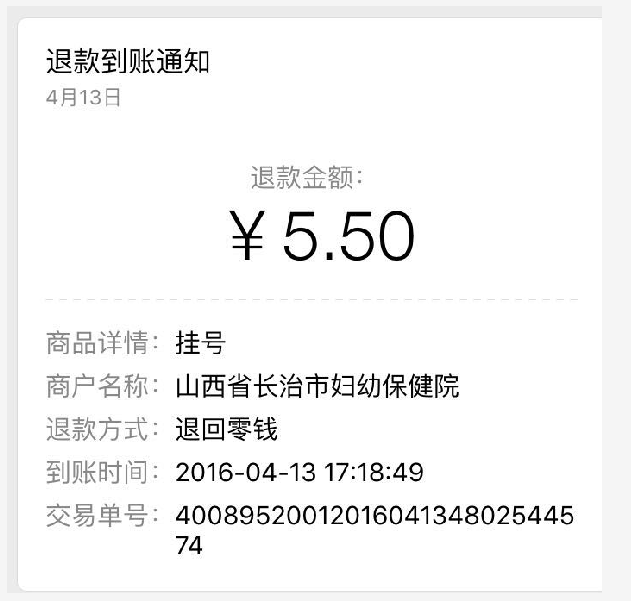 退款到账通知
4月13日
退款金额:
￥5.50
商品详情: 挂号
商户名称: 山西省长治市妇幼保健院
退款方式: 退回零钱
到账时间: 2016-04-13 17:18:49
交易单号: 40089520012016041348025445
74